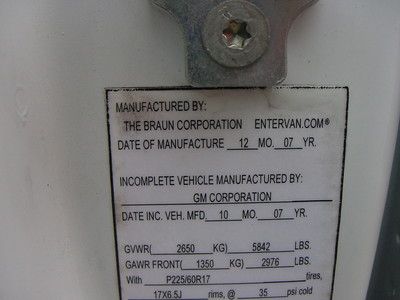 MANUFACTURED BY:
THE BRAUN CORPORATION ENTERVAN.COM®
DATE OF MANUFACTURE 12 MO. 07 YR.
INCOMPLETE VEHICLE MANUFACTURED BY:
GM CORPORATION
DATE INC. VEH. MFD 10 MO. 07 YR.
GVWR( 2650 KG) 5842 LBS.
GAWR FRONT( 1350 KG) 2976 LBS.
With P225/60R17 tires,
17X6.5J rims, @ 35 psi cold